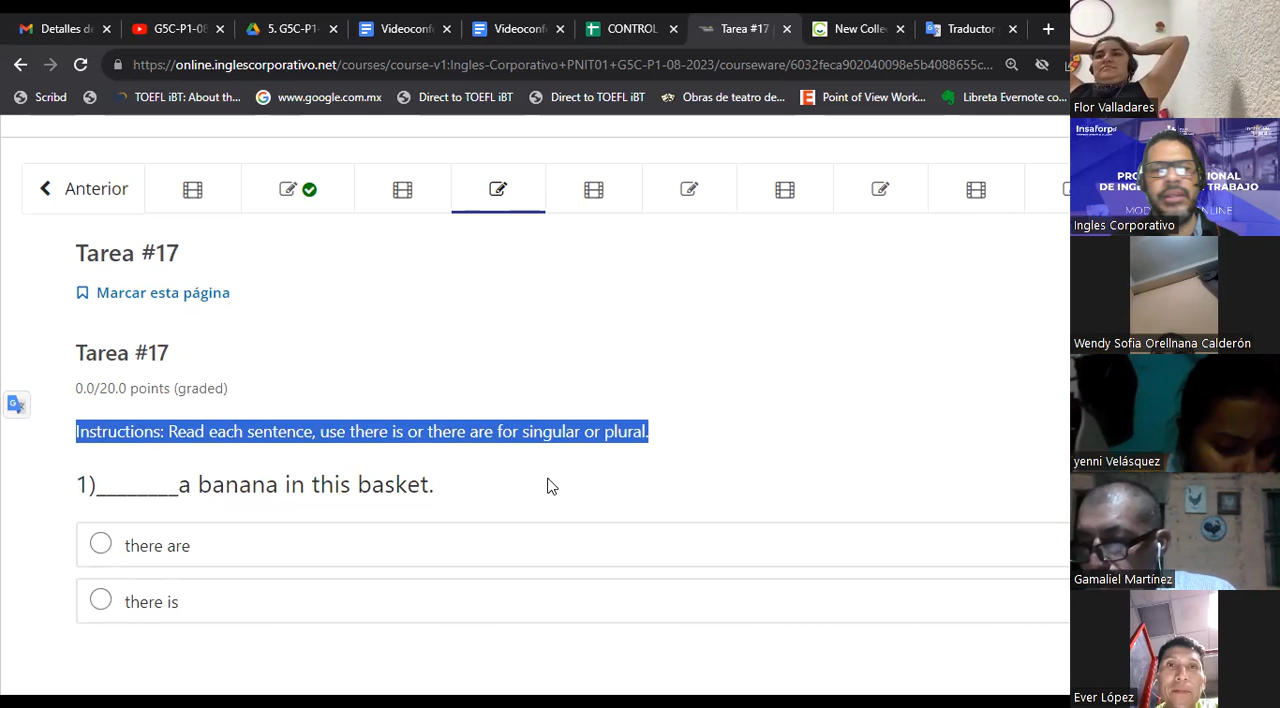 Detalles de
G5C-P1-08
5. G5C-P1-
Videoconf
Videoconf
CONTROL
Tarea #17
New Colle
Traductor
https://online.inglescorporativo.net/courses/course-v1:Ingles-Corporativo+PNIT01+G5C-P1-08-2023/courseware/6032feca902040098e5b4088655c...
Scribd
TOEFL iBT: About th...
www.google.com.mx
Direct to TOEFL iBT
Direct to TOEFL iBT
Obras de teatro de...
Point of View Work...
Libreta Evernote co...
Anterior
Tarea #17
Marcar esta página
Tarea #17
0.0/20.0 points (graded)
Instructions: Read each sentence, use there is or there are for singular or plural.
1)________a banana in this basket.
there are
there is
Flor Valladares
Insaforp
Ingles Corporativo
Wendy Sofia Orellnana Calderón
yenni Velásquez
Gamaliel Martínez
Ever López